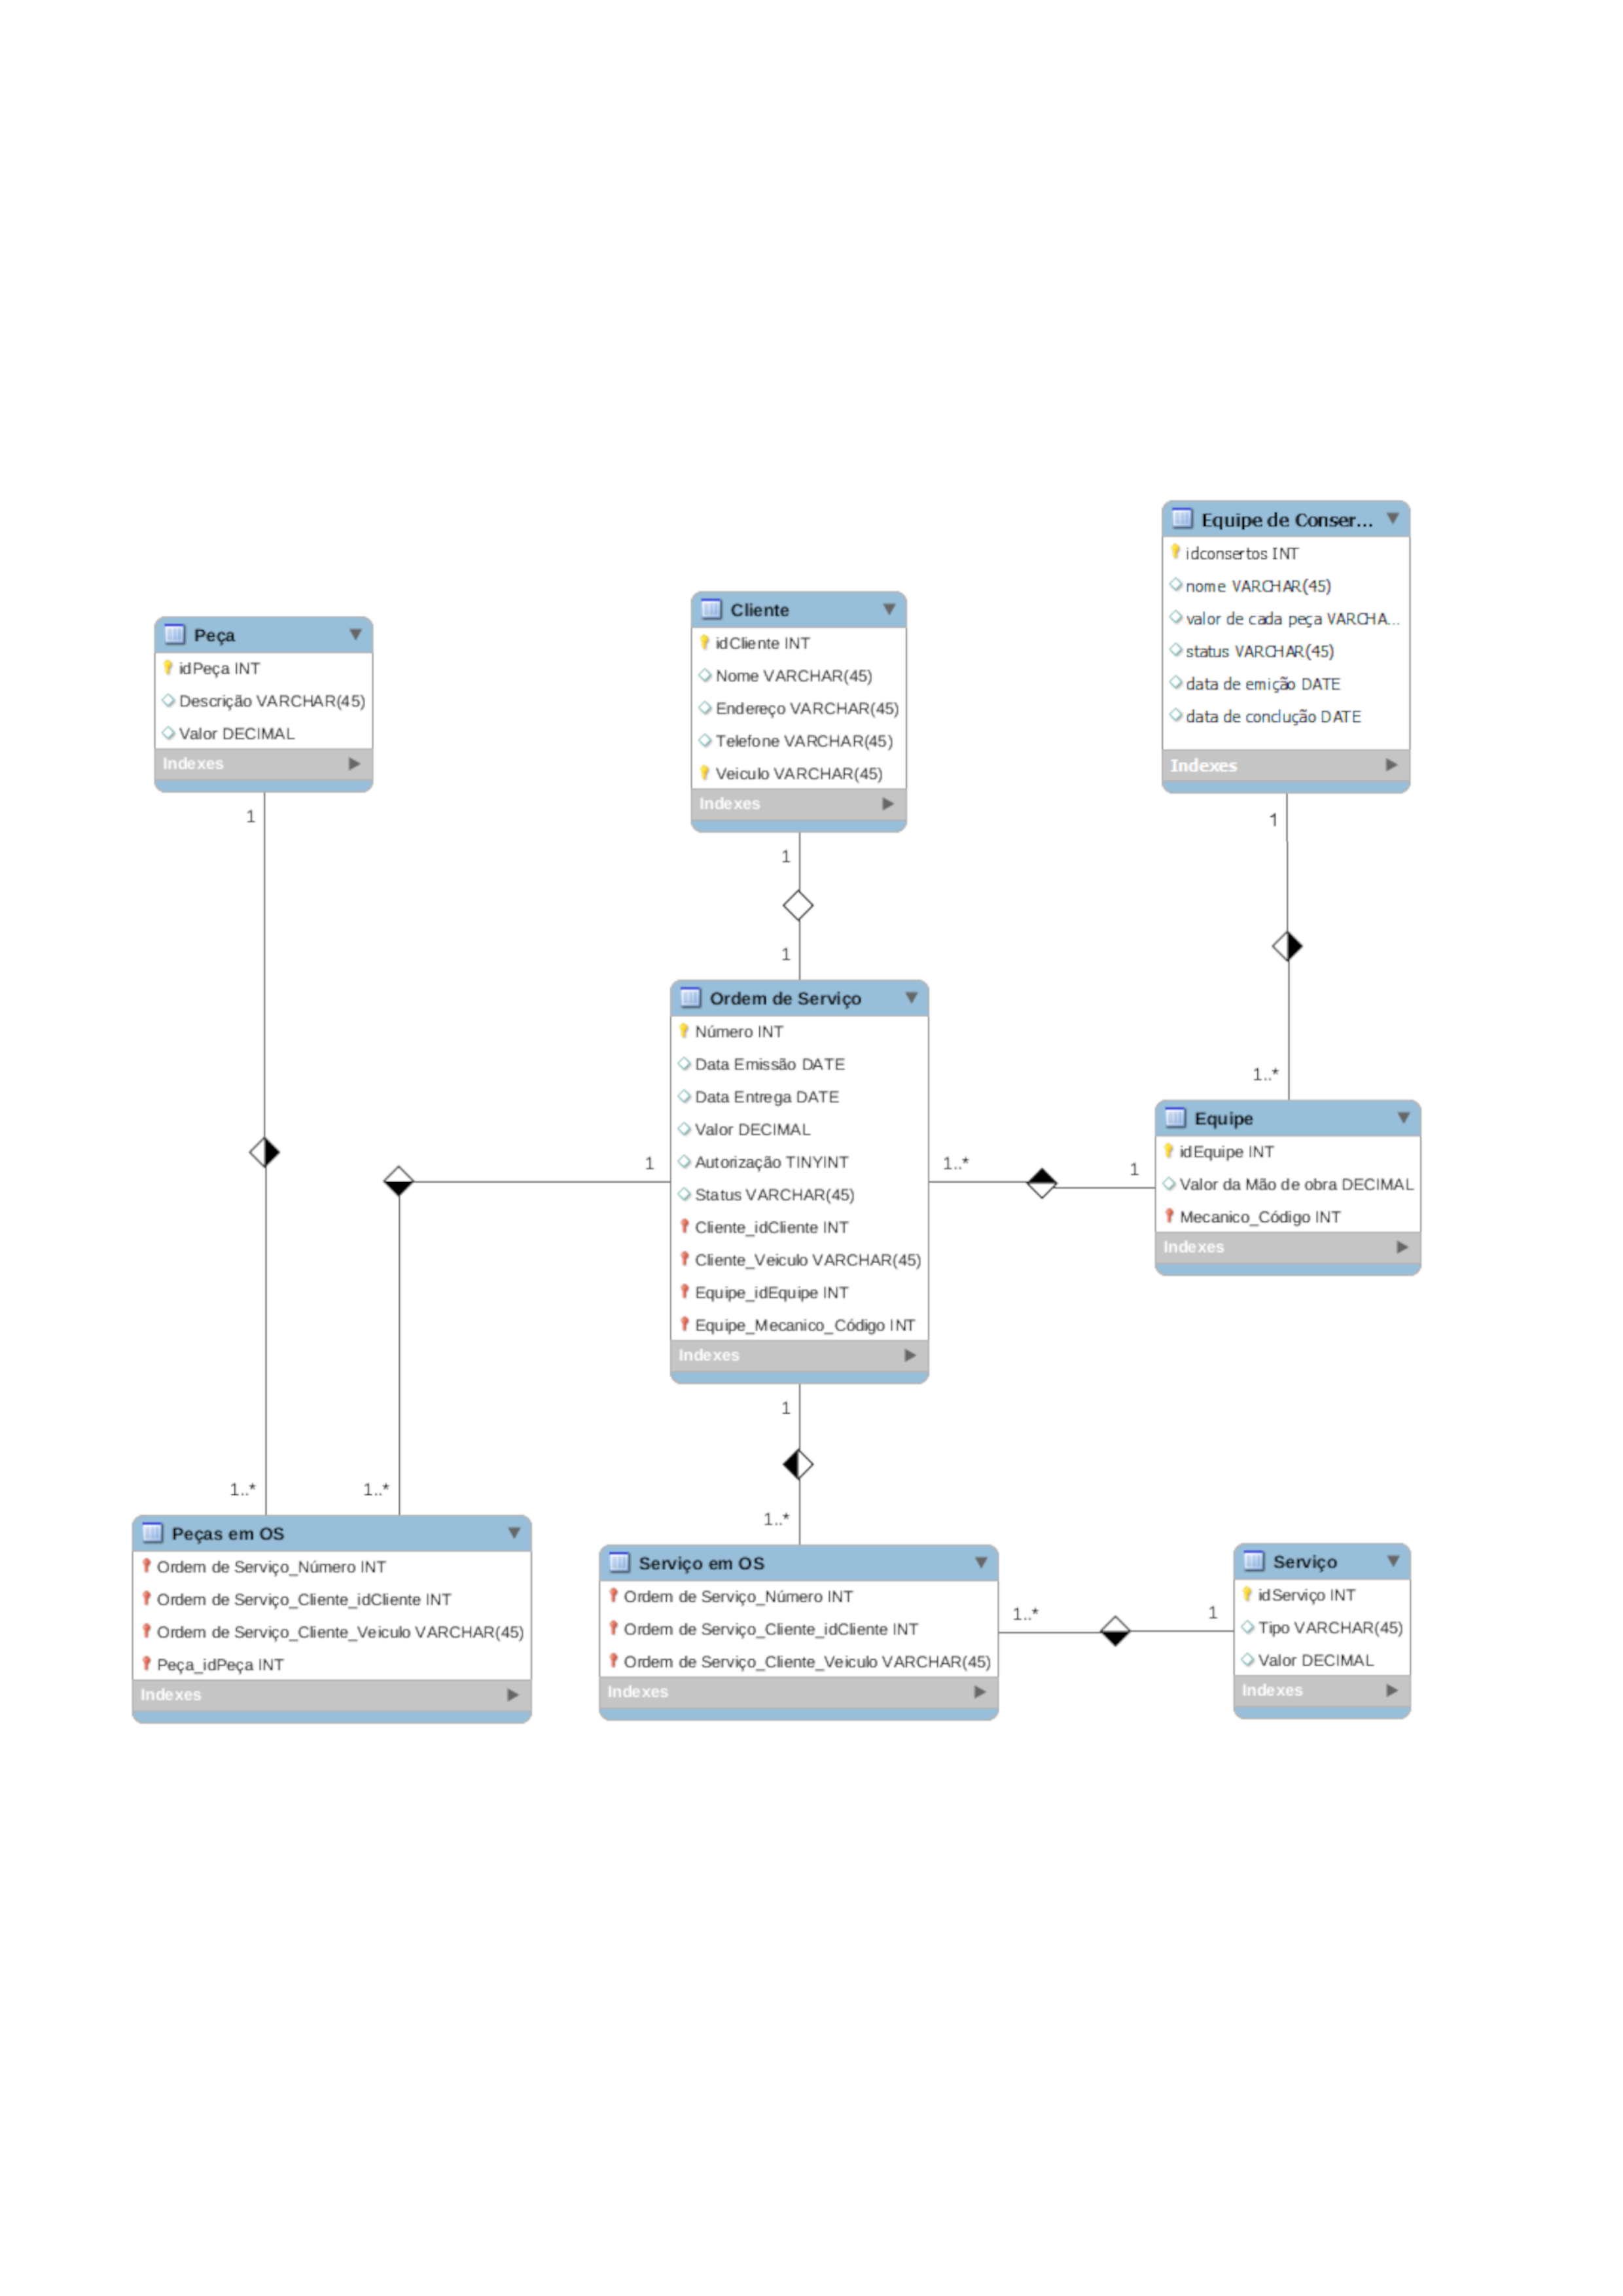 Equipe de Conser...
idconsertos INT
nome VARCHAR(45)
valor de cada peça VARCHA...
status VARCHAR(45)
data de emição DATE
data de conclução DATE
Indexes
Cliente
idCliente INT
Nome VARCHAR(45)
Endereço VARCHAR(45)
Telefone VARCHAR(45)
Veiculo VARCHAR(45)
Indexes
Peça
idPeça INT
Descrição VARCHAR(45)
Valor DECIMAL
Indexes
1
1
1
1
Ordem de Serviço
Número INT
Data Emissão DATE
Data Entrega DATE
Valor DECIMAL
Autorização TINYINT
Status VARCHAR(45)
Cliente_idCliente INT
Cliente_Veiculo VARCHAR(45)
Equipe_idEquipe INT
Equipe_Mecanico_Código INT
Indexes
1..*
Equipe
idEquipe INT
Valor da Mão de obra DECIMAL
Mecanico_Código INT
Indexes
1
1..*
1
1
1..*
1..*
1..*
Peças em OS
Ordem de Serviço_Número INT
Ordem de Serviço_Cliente_idCliente INT
Ordem de Serviço_Cliente_Veiculo VARCHAR(45)
Peça_idPeça INT
Indexes
Serviço em OS
Ordem de Serviço_Número INT
Ordem de Serviço_Cliente_idCliente INT
Ordem de Serviço_Cliente_Veiculo VARCHAR(45)
Indexes
1..*
1
Serviço
idServiço INT
Tipo VARCHAR(45)
Valor DECIMAL
Indexes